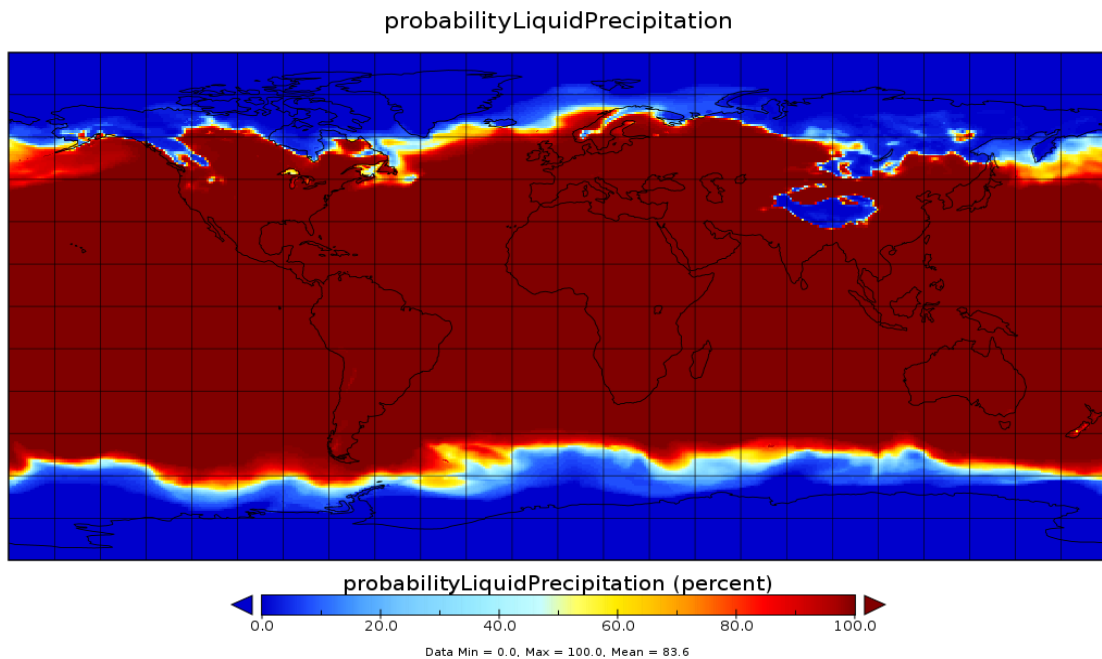 probabilityLiquidPrecipitation
probabilityLiquidPrecipitation (percent)
0.0 20.0 40.0 60.0 80.0 100.0
Data Min = 0.0, Max = 100.0, Mean = 83.6